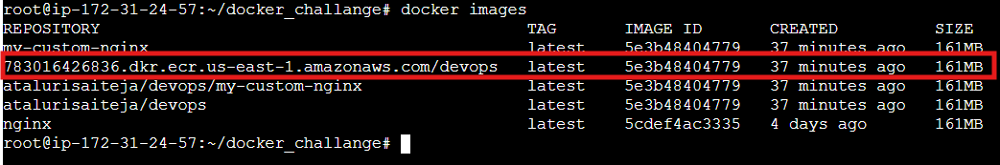 root@ip-172-31-24-57:~/docker_challange# docker images
REPOSITORY TAG IMAGE ID CREATED SIZE
my-custom-nginx latest 5e3b48404779 37 minutes ago 161MB
783016426836.dkr.ecr.us-east-1.amazonaws.com/devops latest 5e3b48404779 37 minutes ago 161MB
atalurisaiteja/devops/my-custom-nginx latest 5e3b48404779 37 minutes ago 161MB
atalurisaiteja/devops latest 5e3b48404779 37 minutes ago 161MB
nginx latest 5cdef4ac3335 4 days ago 161MB
root@ip-172-31-24-57:~/docker_challange#